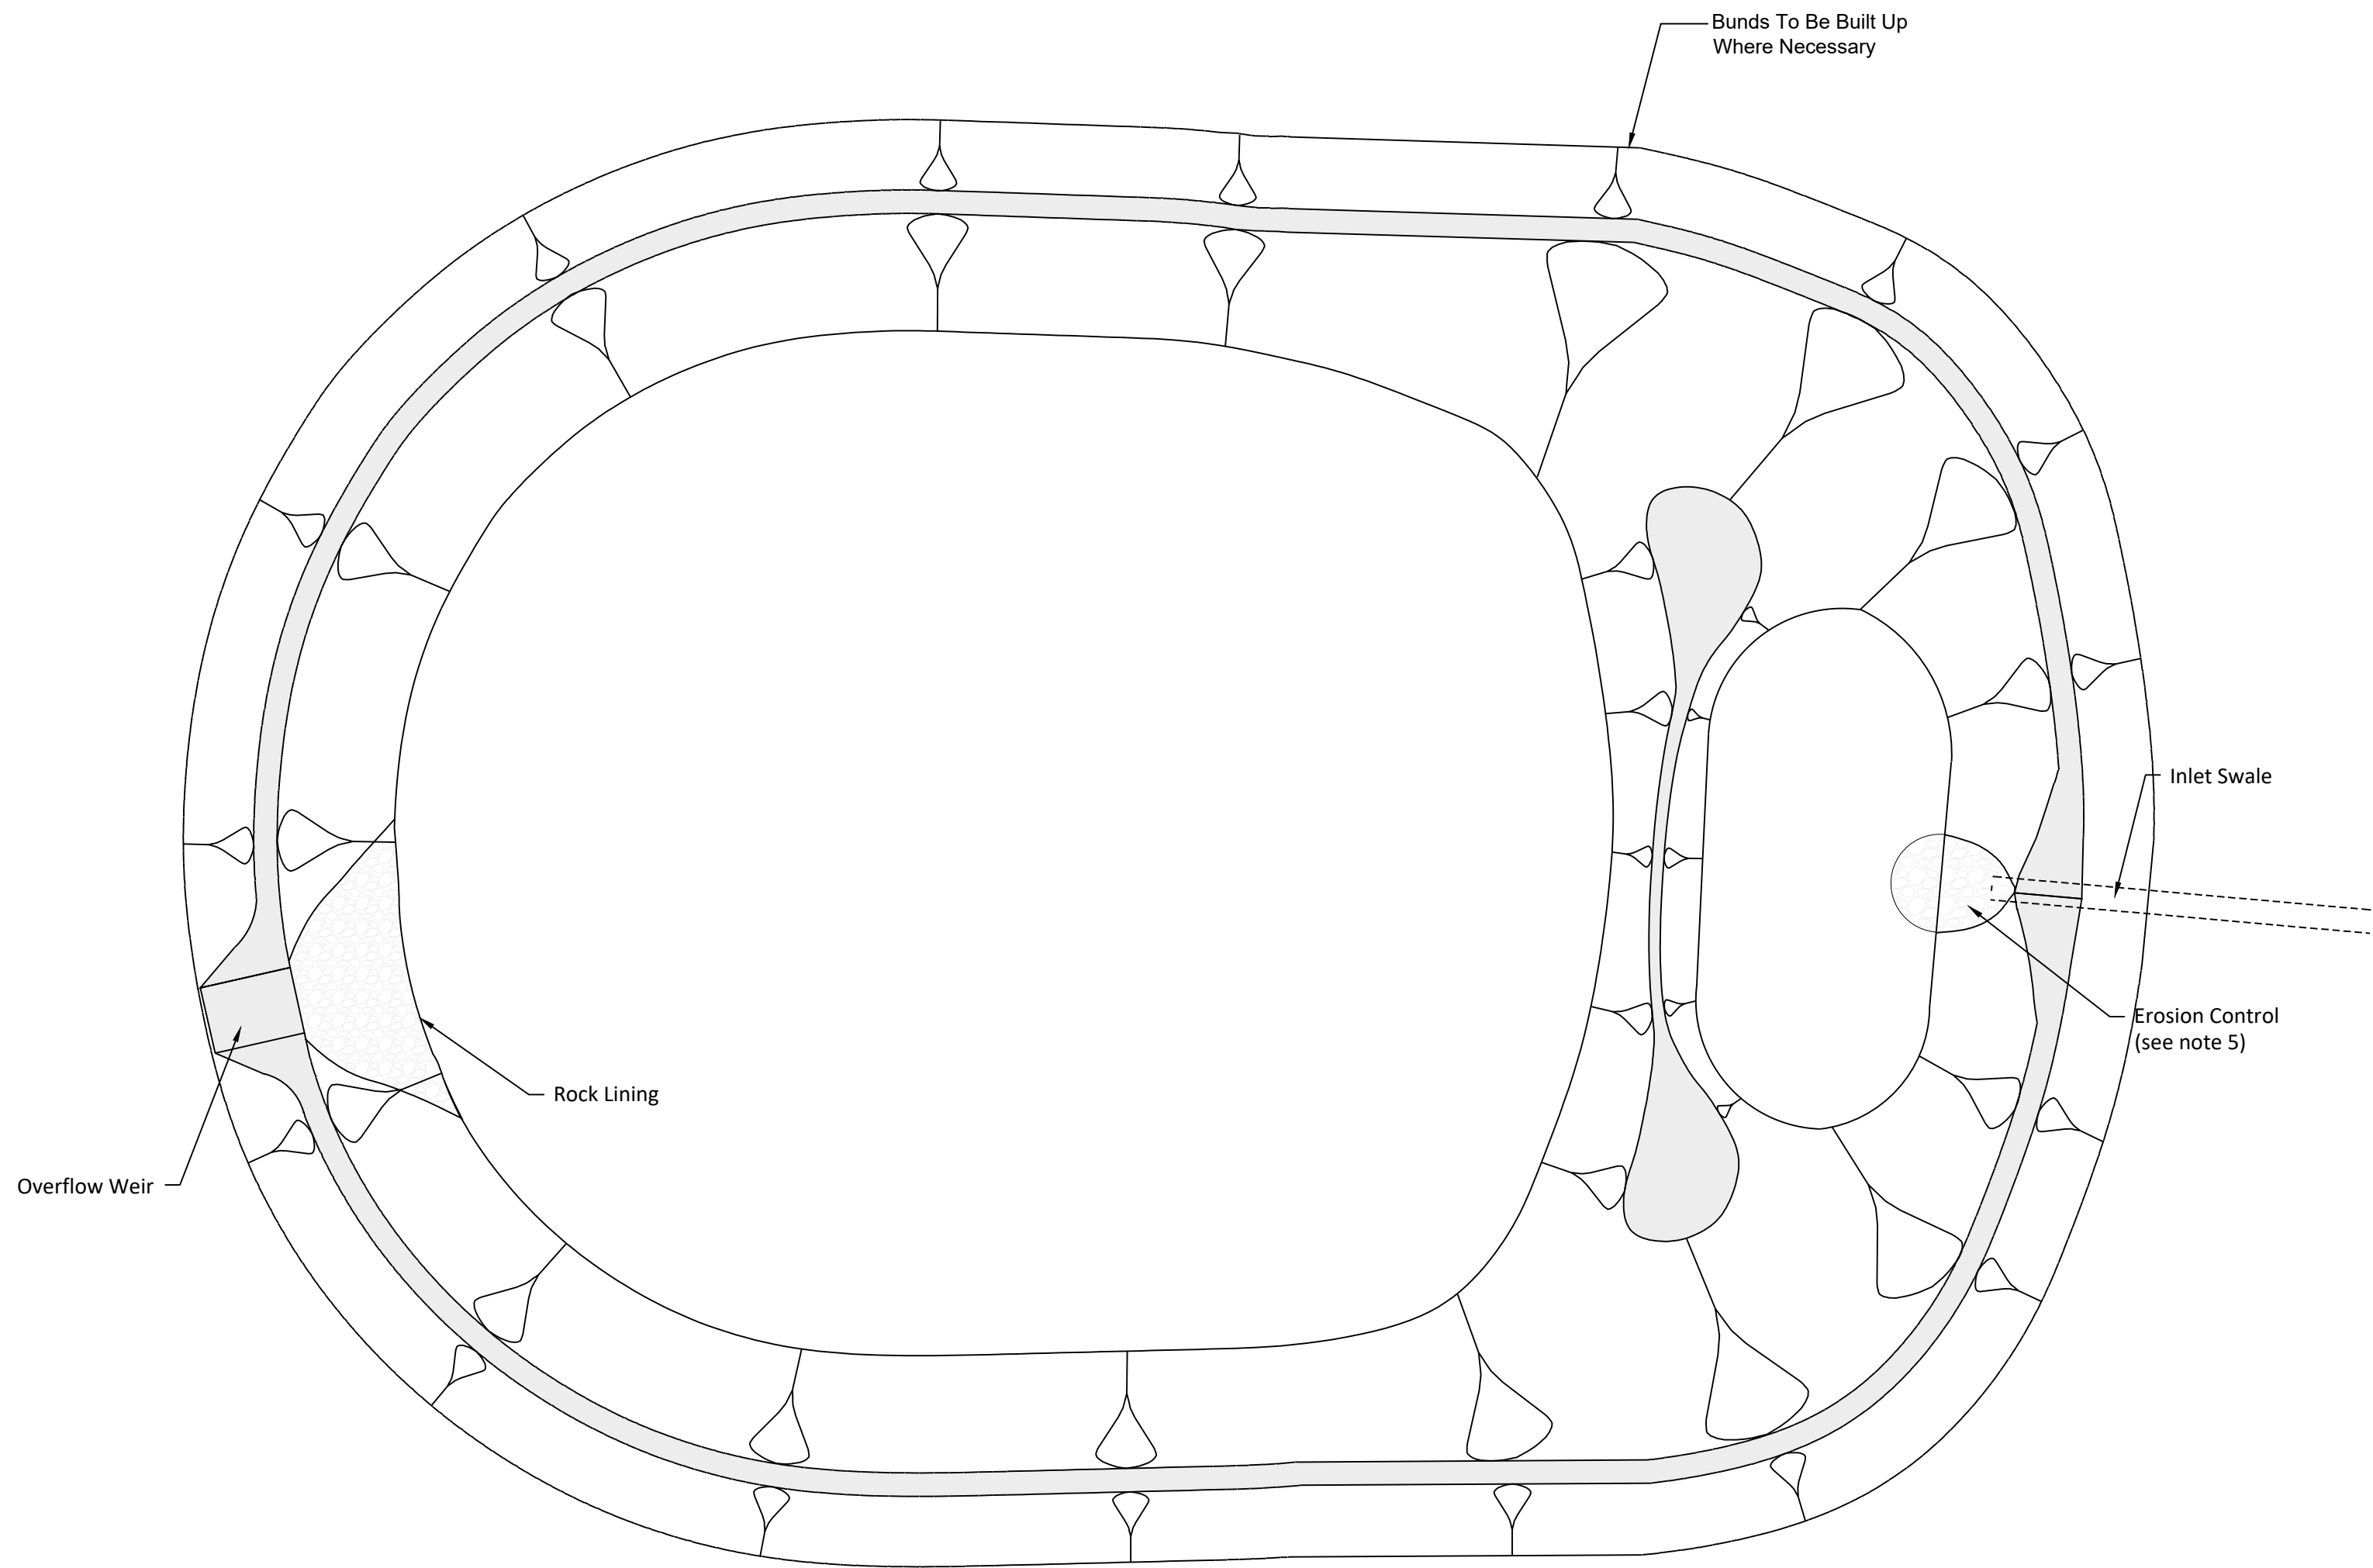 Bunds To Be Built Up
Where Necessary
Inlet Swale
Erosion Control
(see note 5)
Rock Lining
Overflow Weir